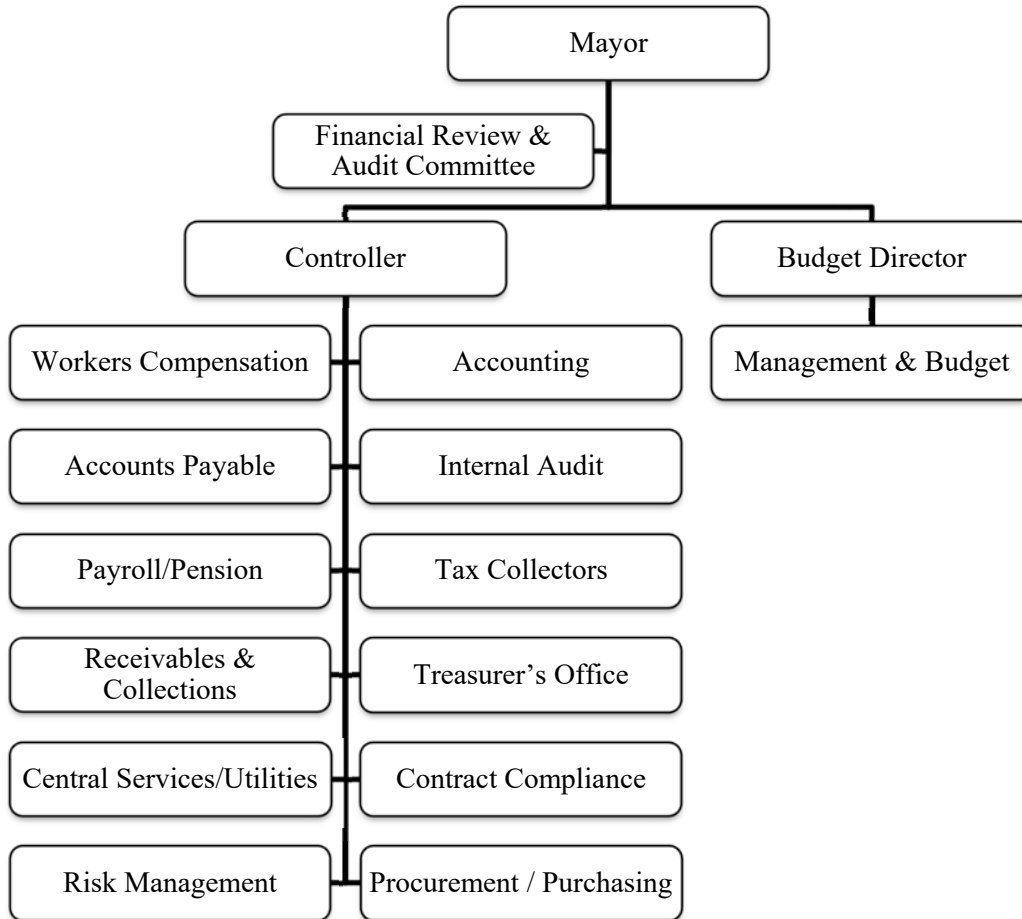 Mayor
Financial Review &
Audit Committee
Controller
Budget Director
Workers Compensation
Accounting
Management & Budget
Accounts Payable
Internal Audit
Payroll/Pension
Tax Collectors
Receivables &
Collections
Treasurer’s Office
Central Services/Utilities
Contract Compliance
Risk Management
Procurement / Purchasing